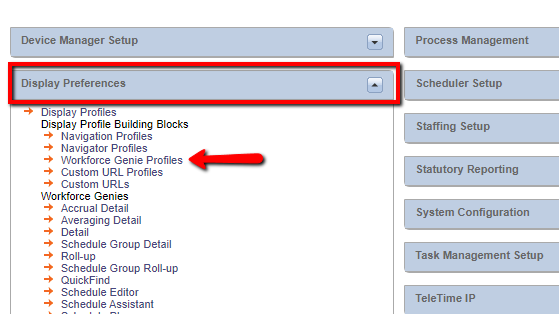 Device Manager Setup
Display Preferences
Display Profiles
Display Profile Building Blocks
Navigation Profiles
Navigator Profiles
Workforce Genie Profiles
Custom URL Profiles
Custom URLs
Workforce Genies
Accrual Detail
Averaging Detail
Detail
Schedule Group Detail
Roll-up
Schedule Group Roll-up
QuickFind
Schedule Editor
Schedule Assistant
Process Management
Scheduler Setup
Staffing Setup
Statutory Reporting
System Configuration
Task Management Setup
TeleTime IP